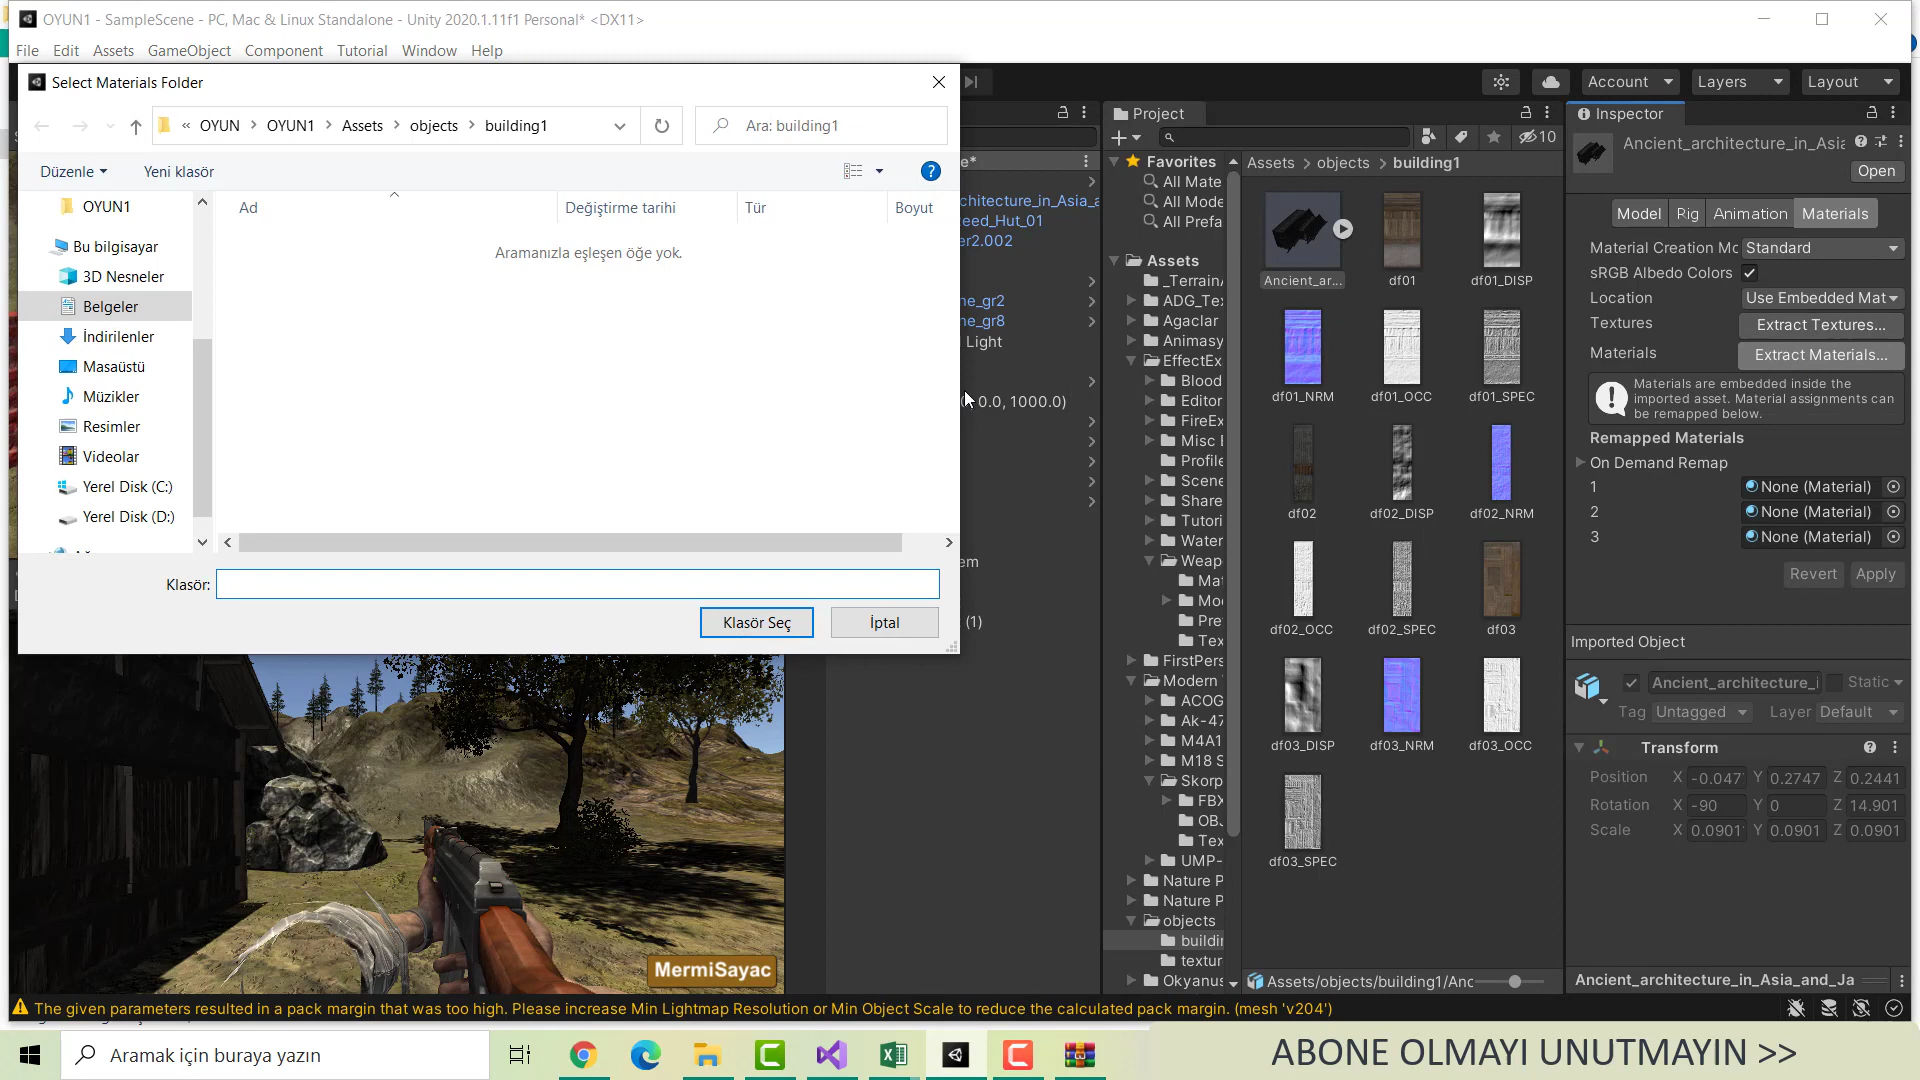 OYUN1 - SampleScene - PC, Mac & Linux Standalone - Unity 2020.1.11f1 Personal* <DX11>
File Edit Assets GameObject Component Tutorial Window Help
Select Materials Folder
« OYUN > OYUN1 > Assets > objects > building1
Ara: building1
Düzenle
Yeni klasör
Ad
Değiştirme tarihi
Tür
Boyut
Aramanızla eşleşen öğe yok.
OYUN1
Bu bilgisayar
3D Nesneler
Belgeler
İndirilenler
Masaüstü
Müzikler
Resimler
Videolar
Yerel Disk (C:)
Yerel Disk (D:)
Klasör:
Klasör Seç
İptal
Account
Layers
Layout
chitecture_in_Asia_a
eed_Hut_01
er2.002
ne_gr2
ne_gr8
Light
0.0, 1000.0)
em
(1)
Project
10
Favorites
All Mate
All Mode
All Prefa
Assets
_Terrain
ADG_Tex
Agaclar
Animasy
EffectEx
Blood
Editor
FireEx
Misc E
Profile
Scene
Share
Tutori
Water
Weap
Mat
Mod
Pre
Tex
FirstPers
Modern
ACOG
Ak-47
M4A1
M18 S
Skorp
FBX
OBJ
Tex
UMP-
Nature P
Nature P
objects
buildin
textur
Okyanus
Assets > objects > building1
Ancient_ar...
df01
df01_DISP
df01_NRM
df01_OCC
df01_SPEC
df02
df02_DISP
df02_NRM
df02_OCC
df02_SPEC
df03
df03_DISP
df03_NRM
df03_OCC
df03_SPEC
Assets/objects/building1/Anc
Inspector
Ancient_architecture_in_Asia
Open
Model Rig Animation Materials
Material Creation Mo Standard
sRGB Albedo Colors
Location Use Embedded Mat
Textures Extract Textures...
Materials Extract Materials...
Materials are embedded inside the
imported asset. Material assignments can
be remapped below.
Remapped Materials
On Demand Remap
1 None (Material)
2 None (Material)
3 None (Material)
Revert Apply
Imported Object
Ancient_architecture_i
Static
Tag Untagged Layer Default
Transform
Position X -0.047 Y 0.2747 Z 0.2441
Rotation X -90 Y 0 Z 14.901
Scale X 0.0901 Y 0.0901 Z 0.0901
Ancient_architecture_in_Asia_and_Ja
MermiSayac
The given parameters resulted in a pack margin that was too high. Please increase Min Lightmap Resolution or Min Object Scale to reduce the calculated pack margin. (mesh 'v204')
Aramak için buraya yazın
ABONE OLMAYI UNUTMAYIN >>